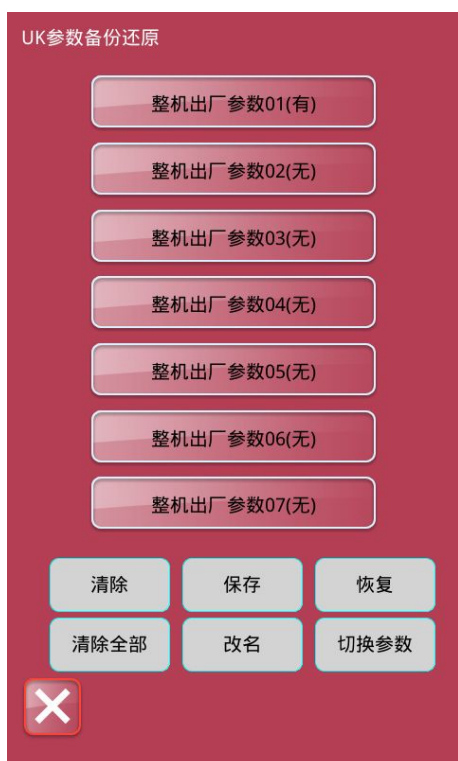 UK参数备份还原
整机出厂参数01(有)
整机出厂参数02(无)
整机出厂参数03(无)
整机出厂参数04(无)
整机出厂参数05(无)
整机出厂参数06(无)
整机出厂参数07(无)
清除 保存 恢复
清除全部 改名 切换参数